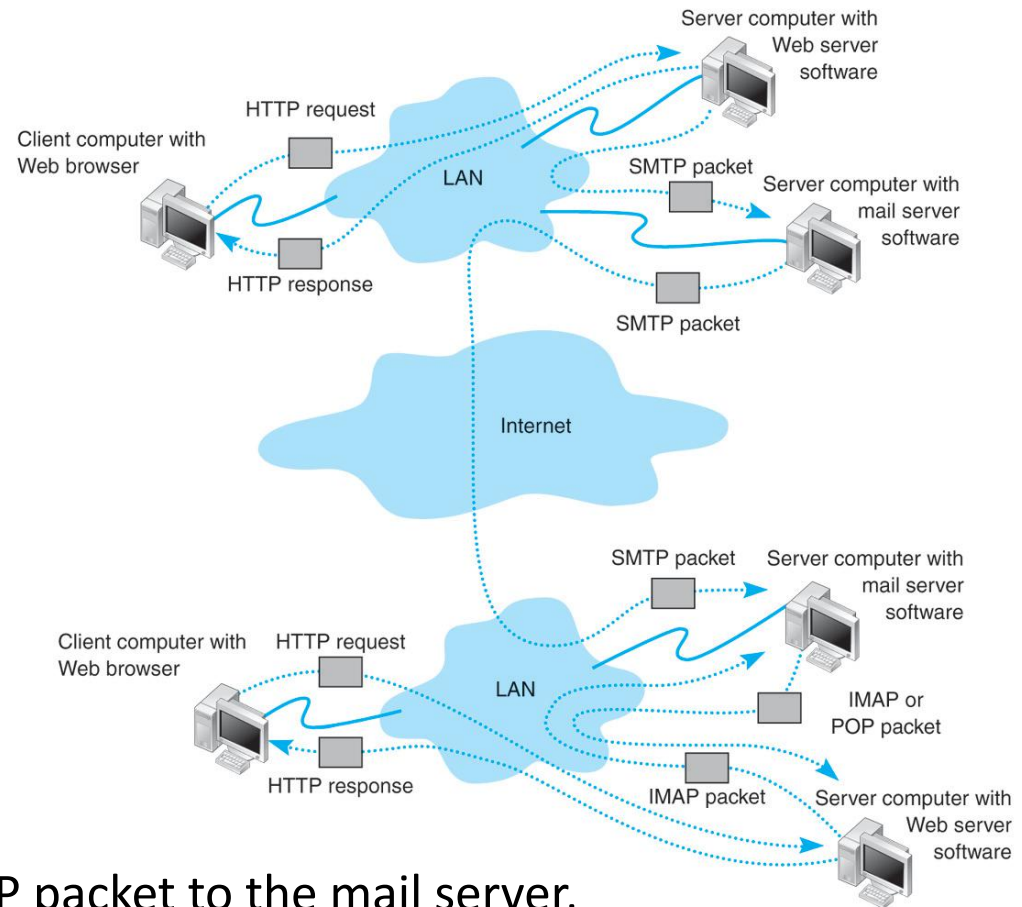 Server computer with
Web server
software
HTTP request
Client computer with
Web browser
LAN
SMTP packet
Server computer with
mail server
software
HTTP response
SMTP packet
Internet
SMTP packet
Server computer with
mail server
software
Client computer with
Web browser
HTTP request
LAN
IMAP or
POP packet
HTTP response
IMAP packet
Server computer with
Web server
software
P packet to the mail server.